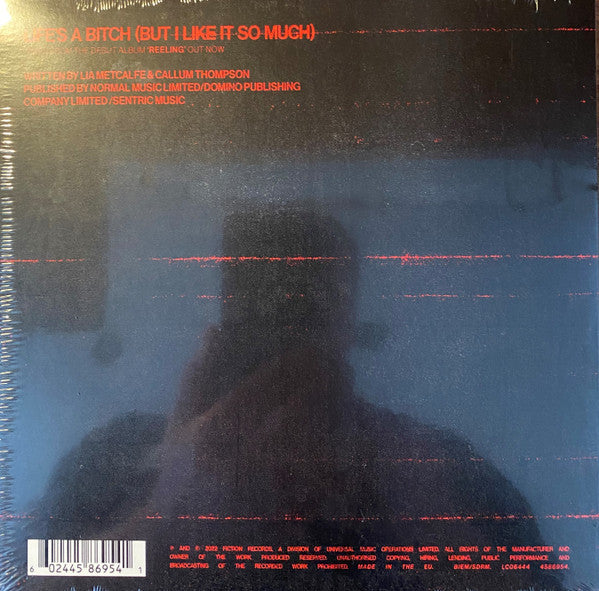 LIFE'S A BITCH (BUT I LIKE IT SO MUCH)
THE DEBUT ALBUM 'REELING' OUT NOW
WRITTEN BY LIA METCALFE & CALLUM THOMPSON
PUBLISHED BY NORMAL MUSIC LIMITED/DOMINO PUBLISHING
COMPANY LIMITED /SENTRIC MUSIC
℗ AND © 2022 FICTION RECORDS, A DIVISION OF UNIVERSAL MUSIC OPERATIONS LIMITED. ALL RIGHTS OF THE MANUFACTURER AND
OWNER OF THE WORK PRODUCED RESERVED. UNAUTHORISED COPYING, HIRING, LENDING, PUBLIC PERFORMANCE AND
BROADCASTING OF THE RECORDED WORK PROHIBITED. MADE IN THE EU. BIEM/SDRM. LC06444 4586954.
6 02445 86954 1